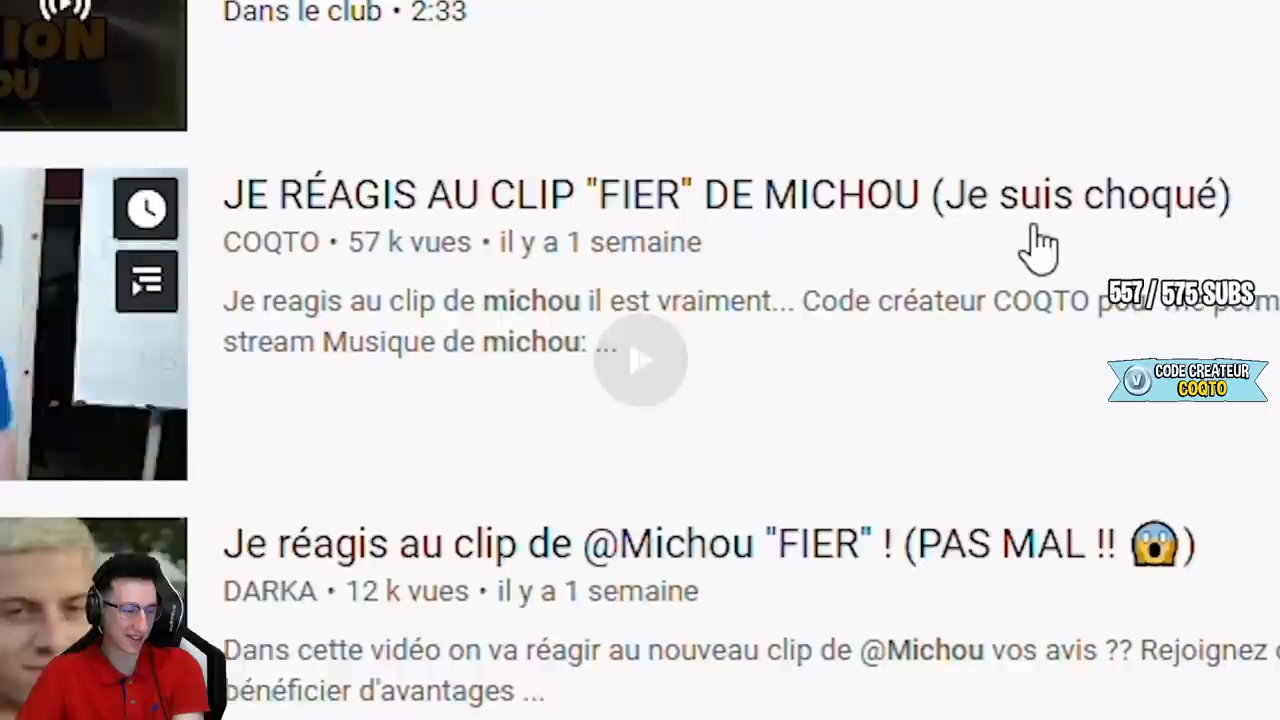 Dans le club • 2:33
ION
OU
JE RÉAGIS AU CLIP "FIER" DE MICHOU (Je suis choqué)
COQTO • 57 k vues • il y a 1 semaine
Je reagis au clip de michou il est vraiment... Code créateur COQTO
557 / 575 SUBS
stream Musique de michou: ...
CODE CRÉATEUR
COQTO
Je réagis au clip de @Michou "FIER" ! (PAS MAL !! 😱)
DARKA • 12 k vues • il y a 1 semaine
Dans cette vidéo on va réagir au nouveau clip de @Michou vos avis ?? Rejoignez
bénéficier d'avantages ...